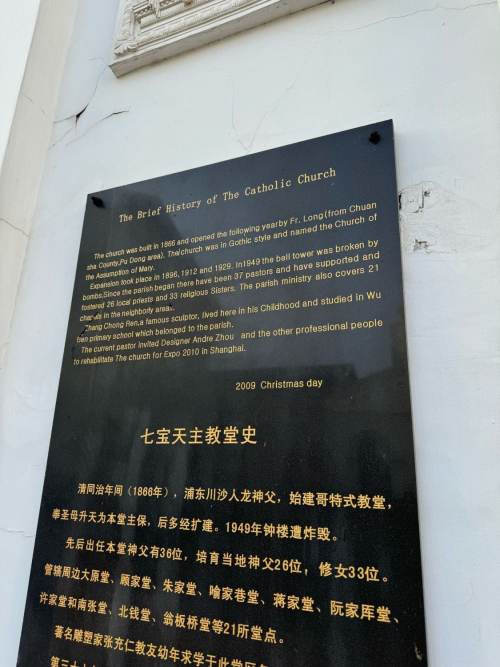 The Brief History of The Catholic Church
The church was built in 1866 and opened the following yearby Fr. Long(from Chuan
sha County,Pu Dong area). The church was in Gothic style and named the Church of
the Assumption of Mary.
Expansion took place in 1896, 1912 and 1929. In1949 the bell tower was broken by
bombs.Since the parish began there have been 37 pastors and have supported and
fostered 26 local priests and 33 religious Sisters. The parish ministry also covers 21
in the neighborly areas.
Zhang Chong Ren,a famous sculptor, lived here in his Childhood and studied in Wu
primary school which belonged to the parish.
The current pastor invited Designer Andre Zhou and the other professional people
to rehabilitate The church for Expo 2010 in Shanghai.
2009 Christmas day
七宝天主教堂史
清同治年间（1866年），浦东川沙人龙神父，始建哥特式教堂，
奉圣母升天为本堂主保，后多经扩建。1949年钟楼遭炸毁。
先后出任本堂神父有36位，培育当地神父26位，修女33位。
管辖周边大原堂、顾家堂、朱家堂、喻家巷堂、蒋家堂、阮家厍堂、
许家堂和南张堂、北钱堂、翁板桥堂等21所堂点。
著名雕塑家张充仁教友幼年求学于此堂区